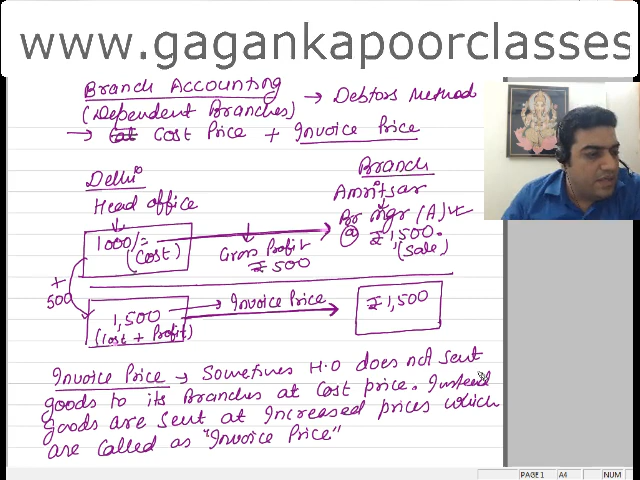 www.gagankapoorclasses
Branch Accounting
(Dependent Branches) → Debtors Method
→ Cost Price + Invoice Price
Delhi
Head office
Branch
Amritsar
1000/=
(Cost)
Gross Profit
₹ 500
Br mgr (A)
@ ₹ 1,500.
(Sale)
+
500
1,500
(Cost + Profit)
→ Invoice Price
₹ 1,500
Invoice Price → Sometimes H.O does not sent
goods to its Branches at Cost price. Instead
goods are sent at Increased prices which
are called as "Invoice Price"
PAGE 1 A4 NUM